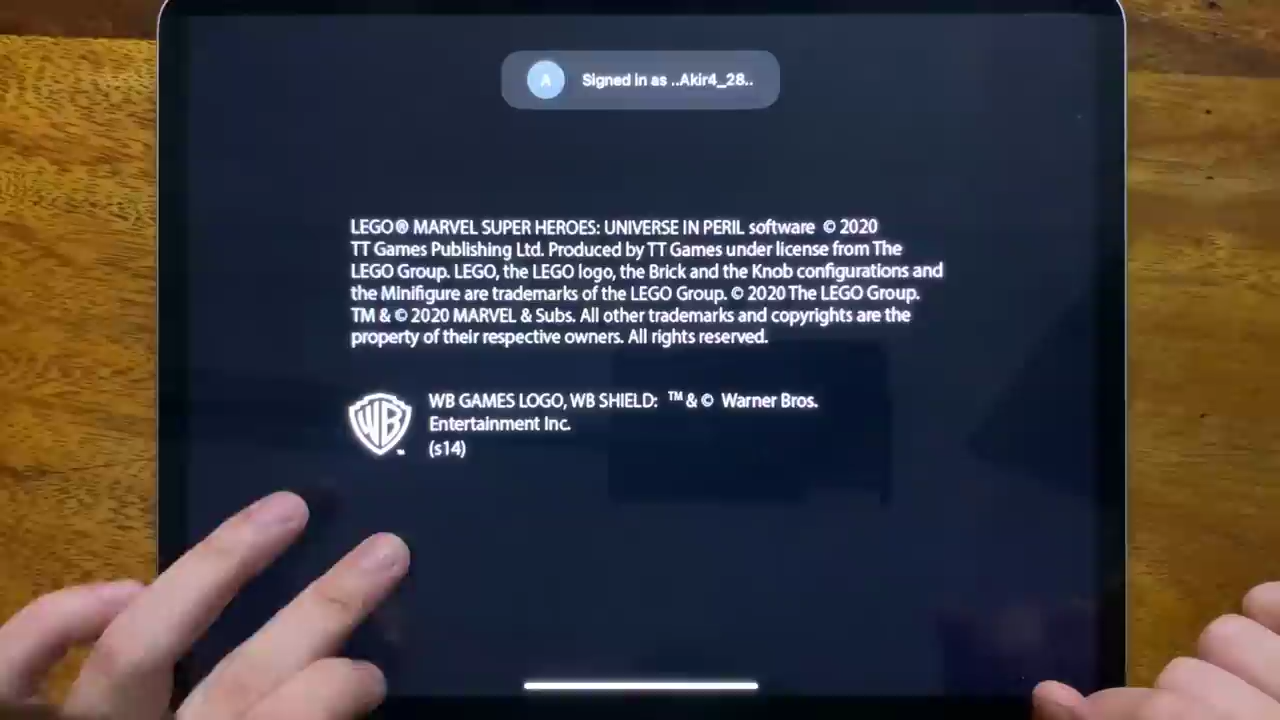 A
Signed in as ..Akir4_28..
LEGO® MARVEL SUPER HEROES: UNIVERSE IN PERIL software © 2020
TT Games Publishing Ltd. Produced by TT Games under license from The
LEGO Group. LEGO, the LEGO logo, the Brick and the Knob configurations and
the Minifigure are trademarks of the LEGO Group. © 2020 The LEGO Group.
TM & © 2020 MARVEL & Subs. All other trademarks and copyrights are the
property of their respective owners. All rights reserved.
WB GAMES LOGO, WB SHIELD: ™ & © Warner Bros.
WB™
Entertainment Inc.
(s14)